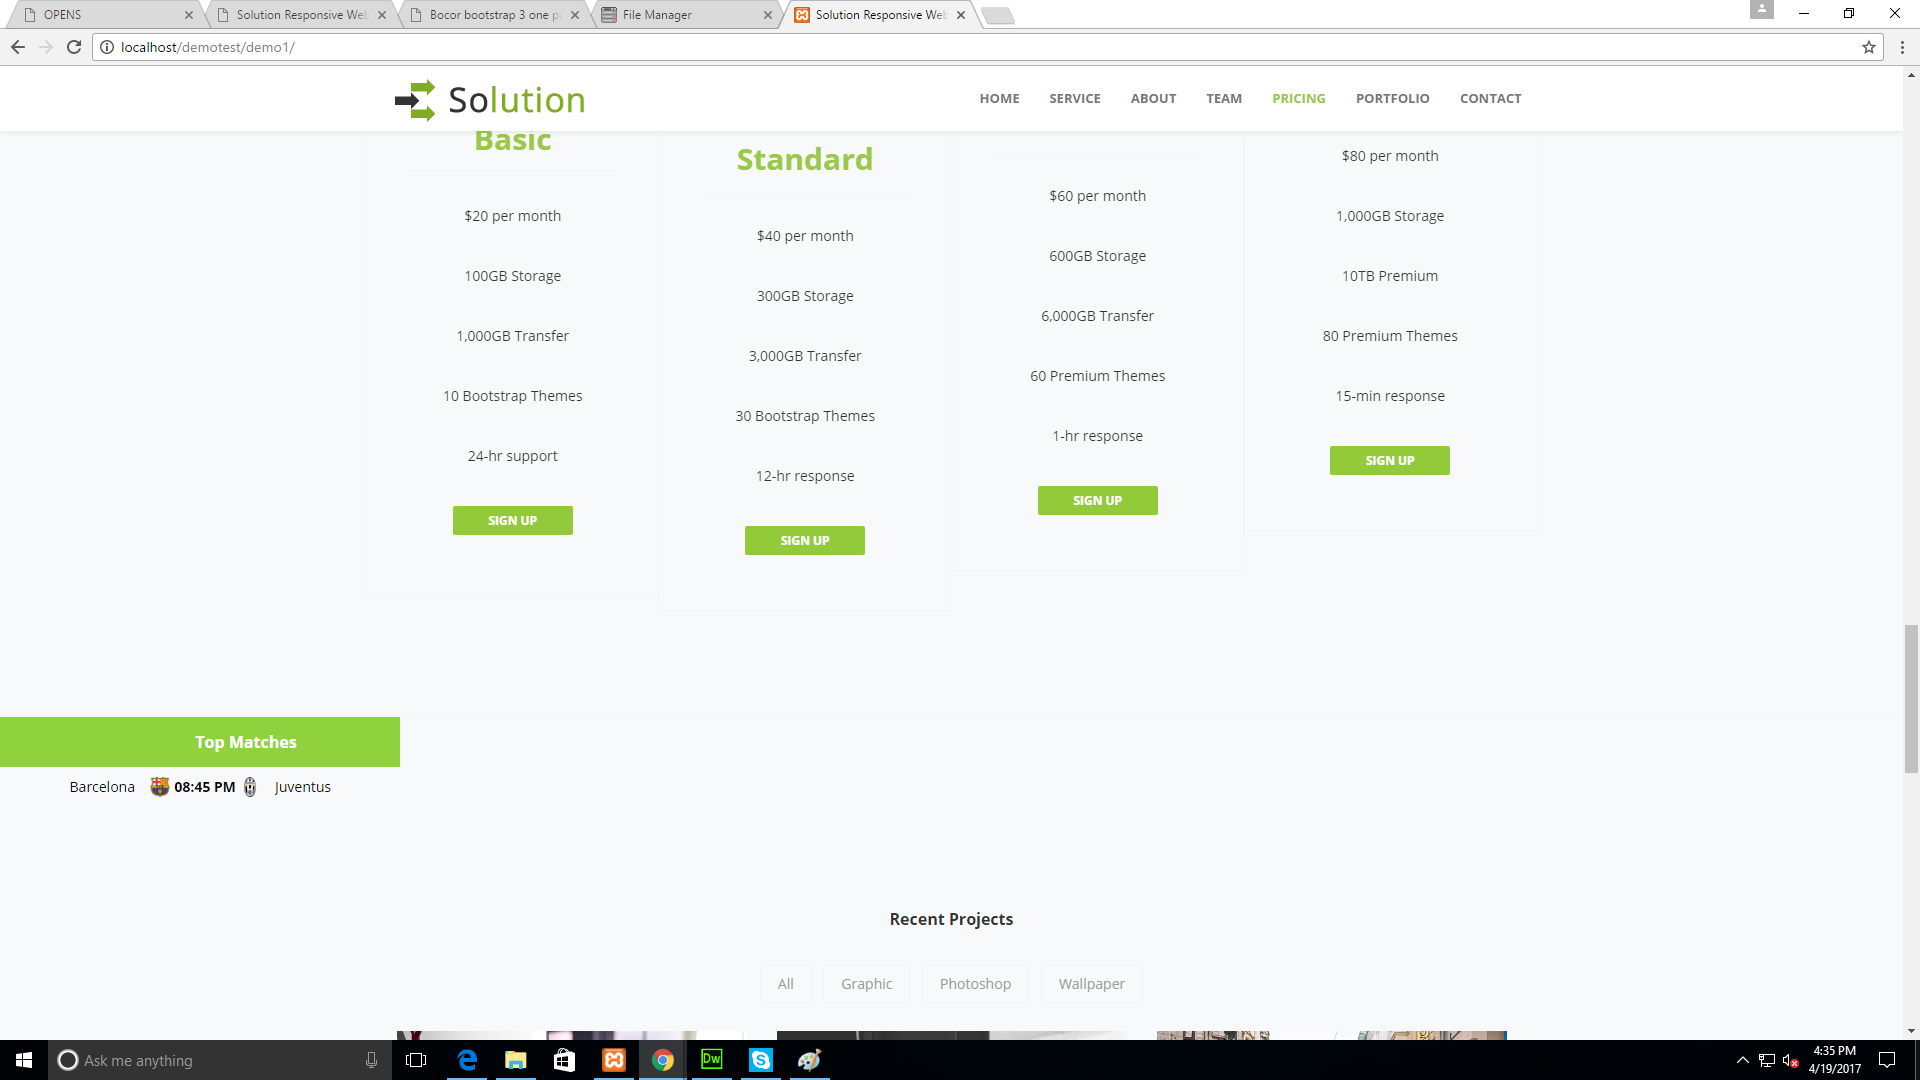 OPENS
Solution Responsive Web
Bocor bootstrap 3 one p
File Manager
Solution Responsive Web
localhost/demotest/demo1/
Solution
HOME
SERVICE
ABOUT
TEAM
PRICING
PORTFOLIO
CONTACT
Basic
$20 per month
100GB Storage
1,000GB Transfer
10 Bootstrap Themes
24-hr support
SIGN UP
Standard
$40 per month
300GB Storage
3,000GB Transfer
30 Bootstrap Themes
12-hr response
SIGN UP
$60 per month
600GB Storage
6,000GB Transfer
60 Premium Themes
1-hr response
SIGN UP
$80 per month
1,000GB Storage
10TB Premium
80 Premium Themes
15-min response
SIGN UP
Top Matches
Barcelona 08:45 PM Juventus
Recent Projects
All
Graphic
Photoshop
Wallpaper
Ask me anything
Dw
4:35 PM
4/19/2017